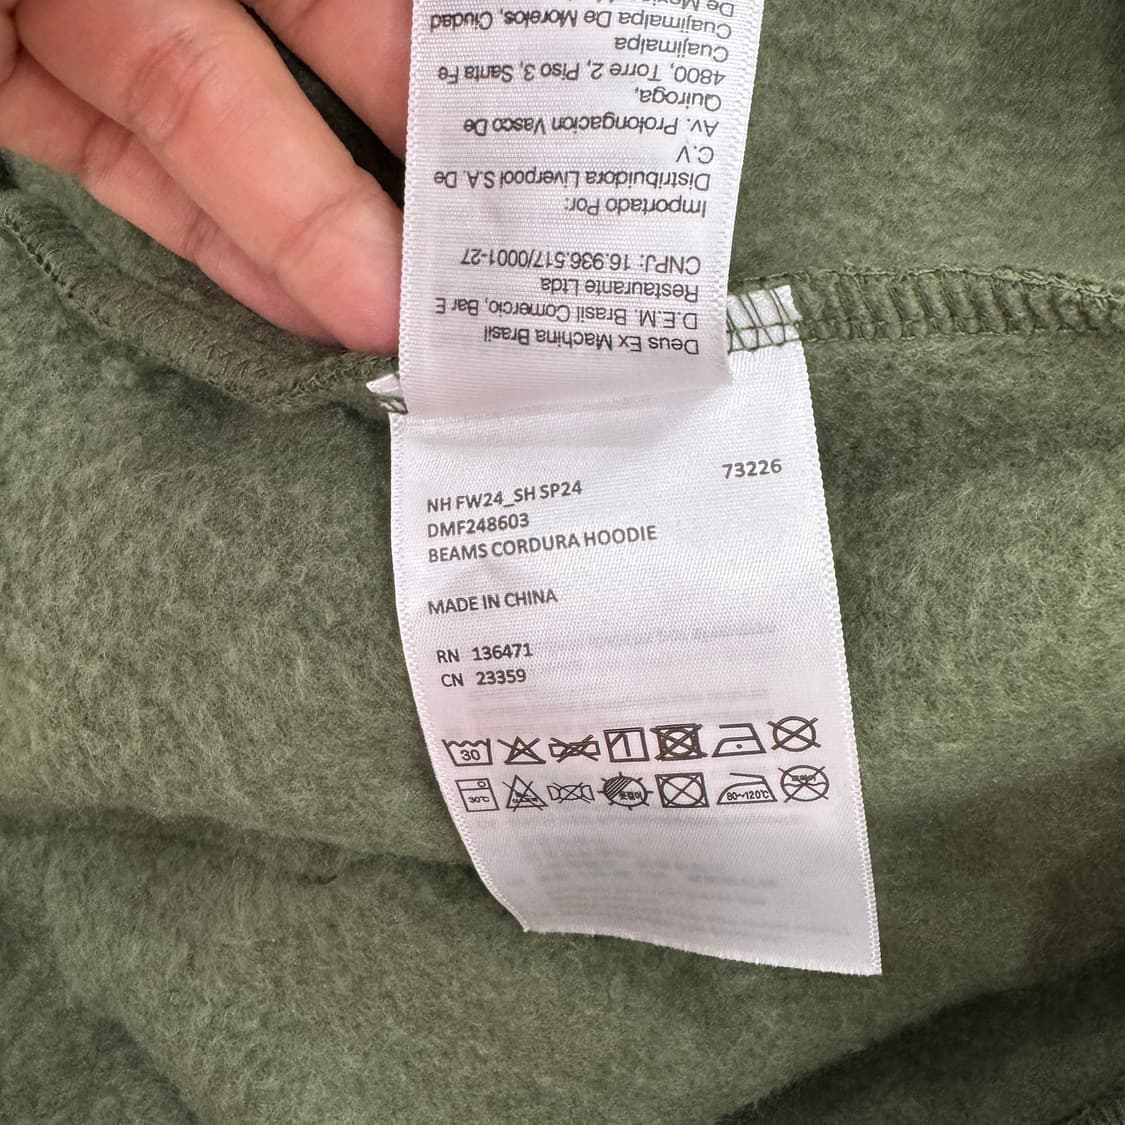 Deus Ex Machina Brasil
D.E.M. Brasil Comercio, Bar E
Restaurante Ltda
CNPJ: 16.936.517/0001-27
Importado Por:
Distribuidora Liverpool S.A. De
C.V
Av. Prolongacion Vasco De
Quiroga,
4800, Torre 2, Piso 3, Santa Fe
Cuajimalpa
Cuajimalpa De Morelos, Ciudad
De Mexico
73226
NH FW24_SH SP24
DMF248603
BEAMS CORDURA HOODIE
MADE IN CHINA
RN 136471
CN 23359
30
30℃
80~120℃